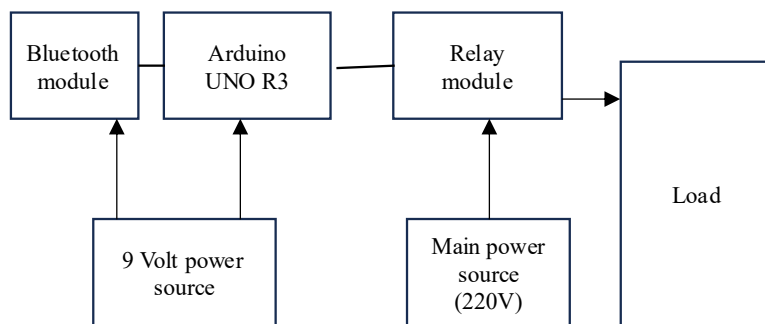 Bluetooth
module
Arduino
UNO R3
Relay
module
Load
9 Volt power
source
Main power
source
(220V)